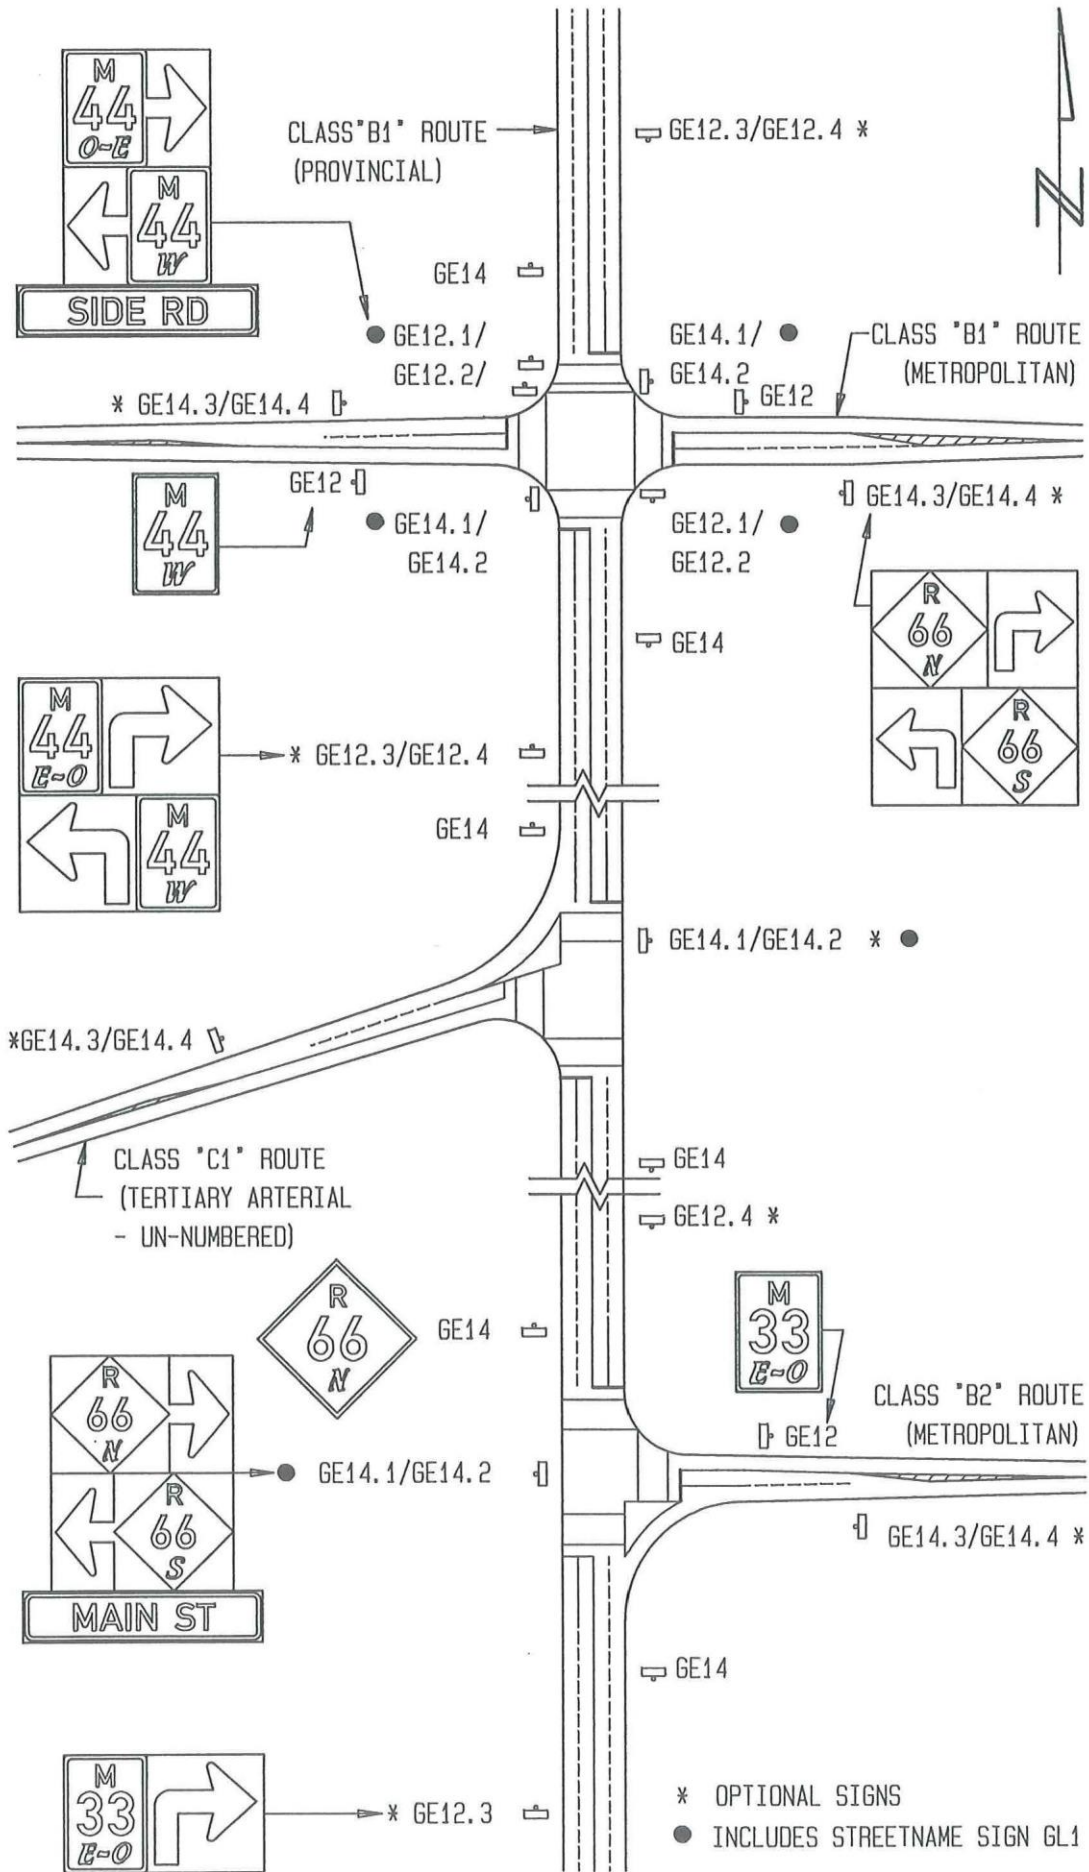 M
44
O~E
M
44
W
SIDE RD
CLASS "B1" ROUTE
(PROVINCIAL)
GE12.3/GE12.4 *
N
GE14
GE12.1/
GE12.2/
GE14.1/
GE14.2
CLASS "B1" ROUTE
(METROPOLITAN)
* GE14.3/GE14.4
GE12
M
44
W
GE12
GE14.1/
GE14.2
GE12.1/
GE12.2
GE14.3/GE14.4 *
R
66
N
R
66
S
GE14
M
44
E~O
M
44
W
* GE12.3/GE12.4
GE14
GE14.1/GE14.2 *
*GE14.3/GE14.4
CLASS "C1" ROUTE
(TERTIARY ARTERIAL
- UN-NUMBERED)
GE14
GE12.4 *
R
66
N
GE14
M
33
E~O
GE12
CLASS "B2" ROUTE
(METROPOLITAN)
R
66
N
R
66
S
MAIN ST
GE14.1/GE14.2
GE14.3/GE14.4 *
GE14
M
33
E~O
* GE12.3
* OPTIONAL SIGNS
INCLUDES STREETNAME SIGN GL1